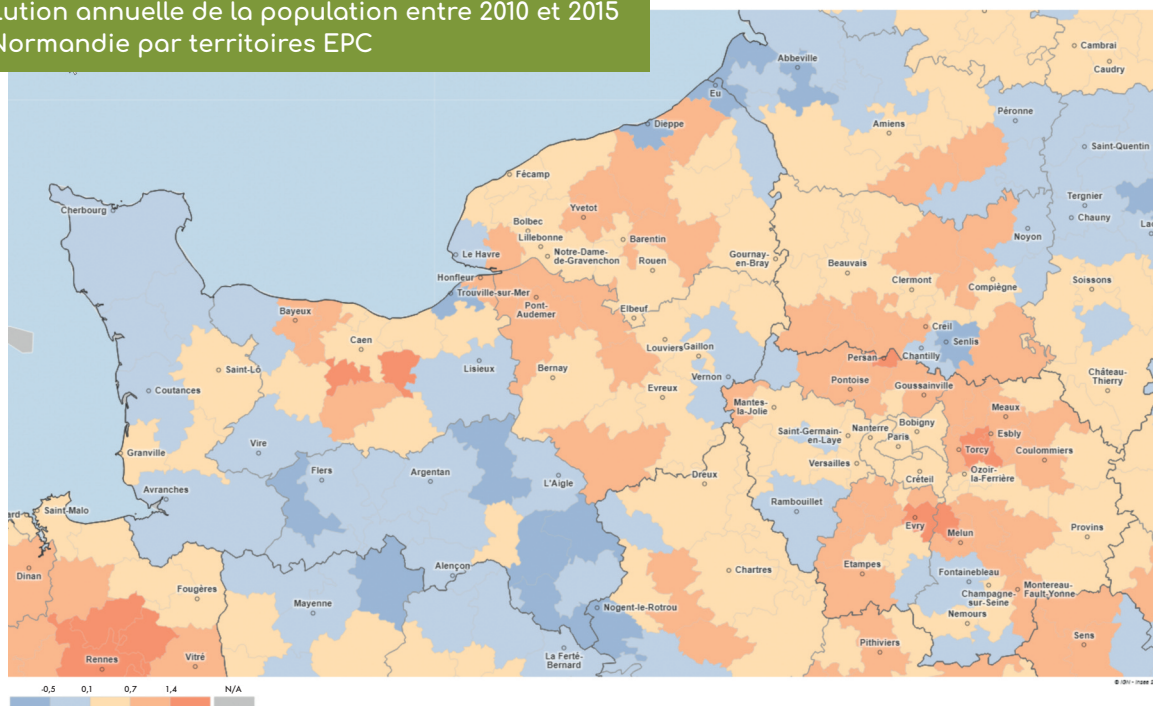 lution annuelle de la population entre 2010 et 2015
Normandie par territoires EPC
Cambrai
Caudry
Abbeville
Eu
Dieppe
Amiens
Péronne
Saint-Quentin
Fécamp
Tergnier
Chauny
Cherbourg
Yvetot
Bolbec
Lillebonne
Barentin
Noyon
La
Le Havre
Notre-Dame-
de-Gravenchon
Rouen
Gournay-
en-Bray
Beauvais
Clermont
Compiègne
Soissons
Honfleur
Trouville-sur-Mer
Pont-
Audemer
Elbeuf
Bayeux
Caen
Créil
Senlis
Chantilly
Persan
Louviers
Gaillon
Saint-Lô
Lisieux
Bernay
Vernon
Coutances
Evreux
Pontoise
Goussainville
Château-
Thierry
Mantes-
la-Jolie
Meaux
Saint-Germain-
en-Laye
Nanterre
Bobigny
Paris
Esbly
Torcy
Coulommiers
Vire
Granville
Versailles
Créteil
Ozoir-
la-Ferrière
Flers
Argentan
L'Aigle
Dreux
Avranches
Rambouillet
Saint-Malo
ard
Evry
Melun
Provins
Alençon
Chartres
Etampes
Dinan
Fougères
Mayenne
Fontainebleau
Champagne-
sur-Seine
Montereau-
Fault-Yonne
Nemours
Nogent-le-Rotrou
Rennes
Vitré
La Ferté-
Bernard
Pithiviers
Sens
-0,5 0,1 0,7 1,4 N/A